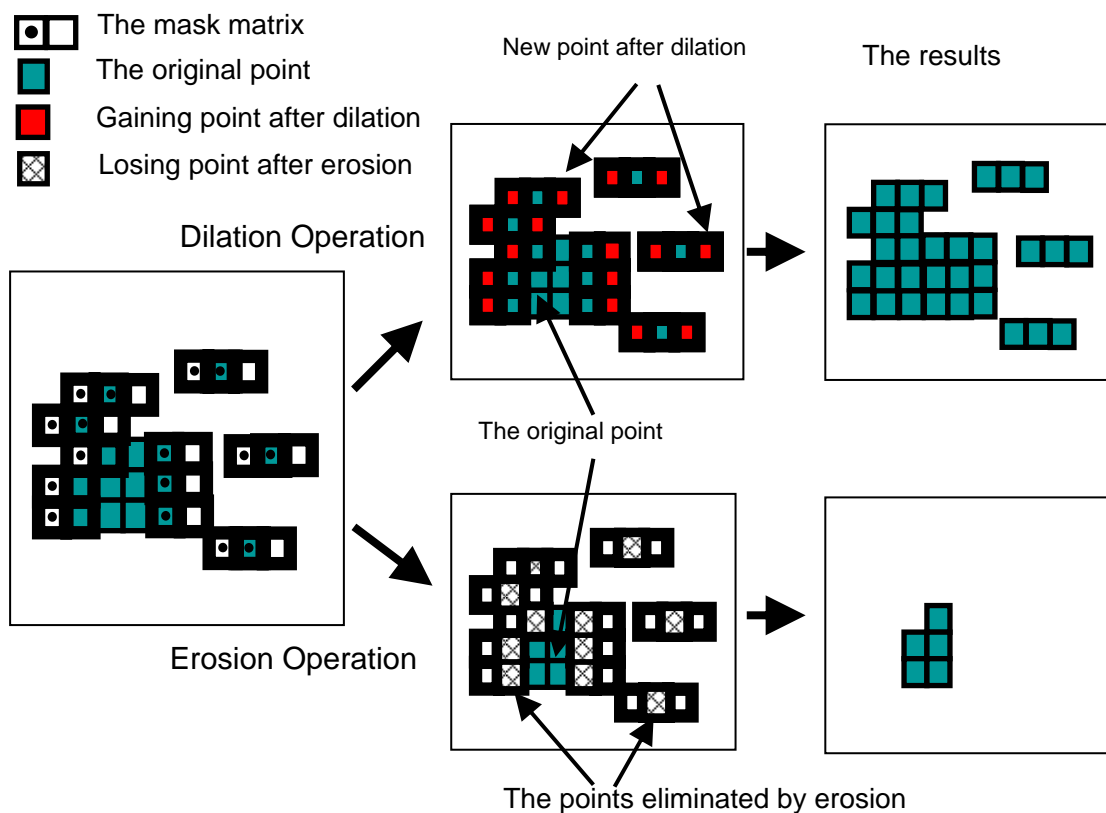 The mask matrix
The original point
Gaining point after dilation
Losing point after erosion
New point after dilation
The results
Dilation Operation
The original point
Erosion Operation
The points eliminated by erosion